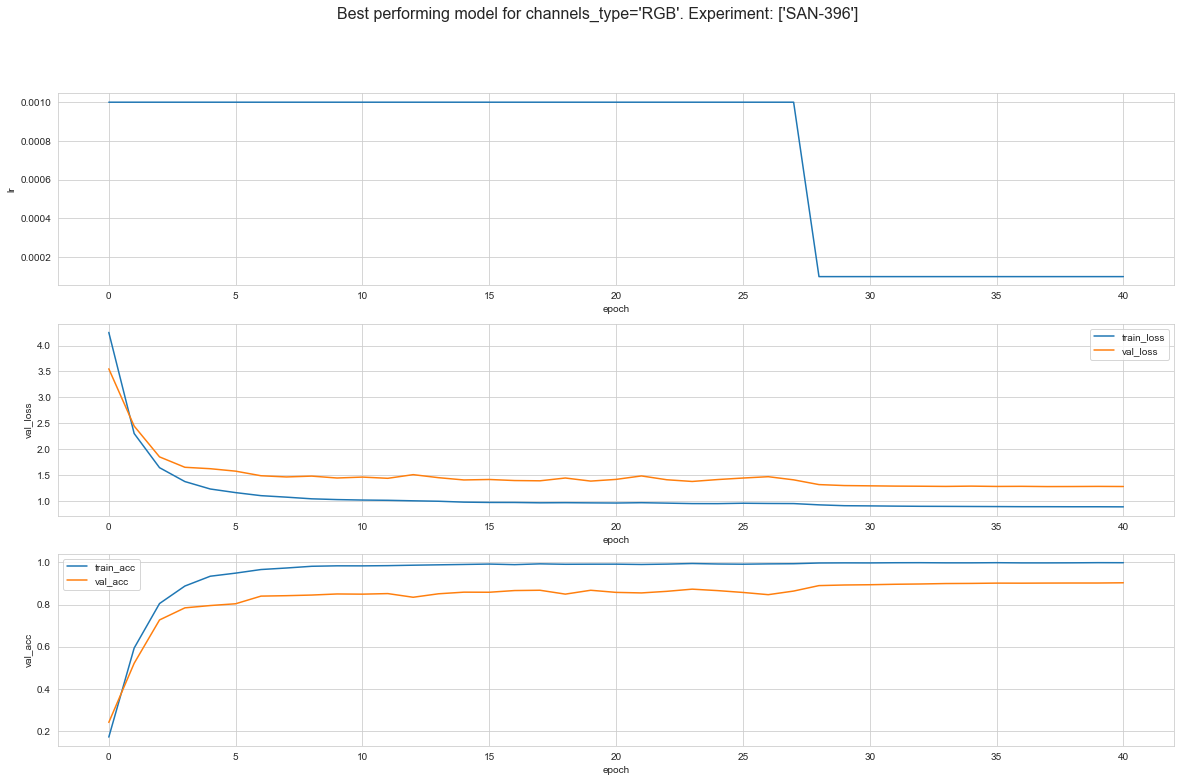 Best performing model for channels_type='RGB'. Experiment: ['SAN-396']
0.0010
0.0008
0.0006
0.0004
0.0002
lr
0 5 10 15 20 25 30 35 40
epoch
4.0
3.5
3.0
2.5
2.0
1.5
1.0
val_loss
train_loss
val_loss
0 5 10 15 20 25 30 35 40
epoch
1.0
0.8
0.6
0.4
0.2
val_acc
train_acc
val_acc
0 5 10 15 20 25 30 35 40
epoch